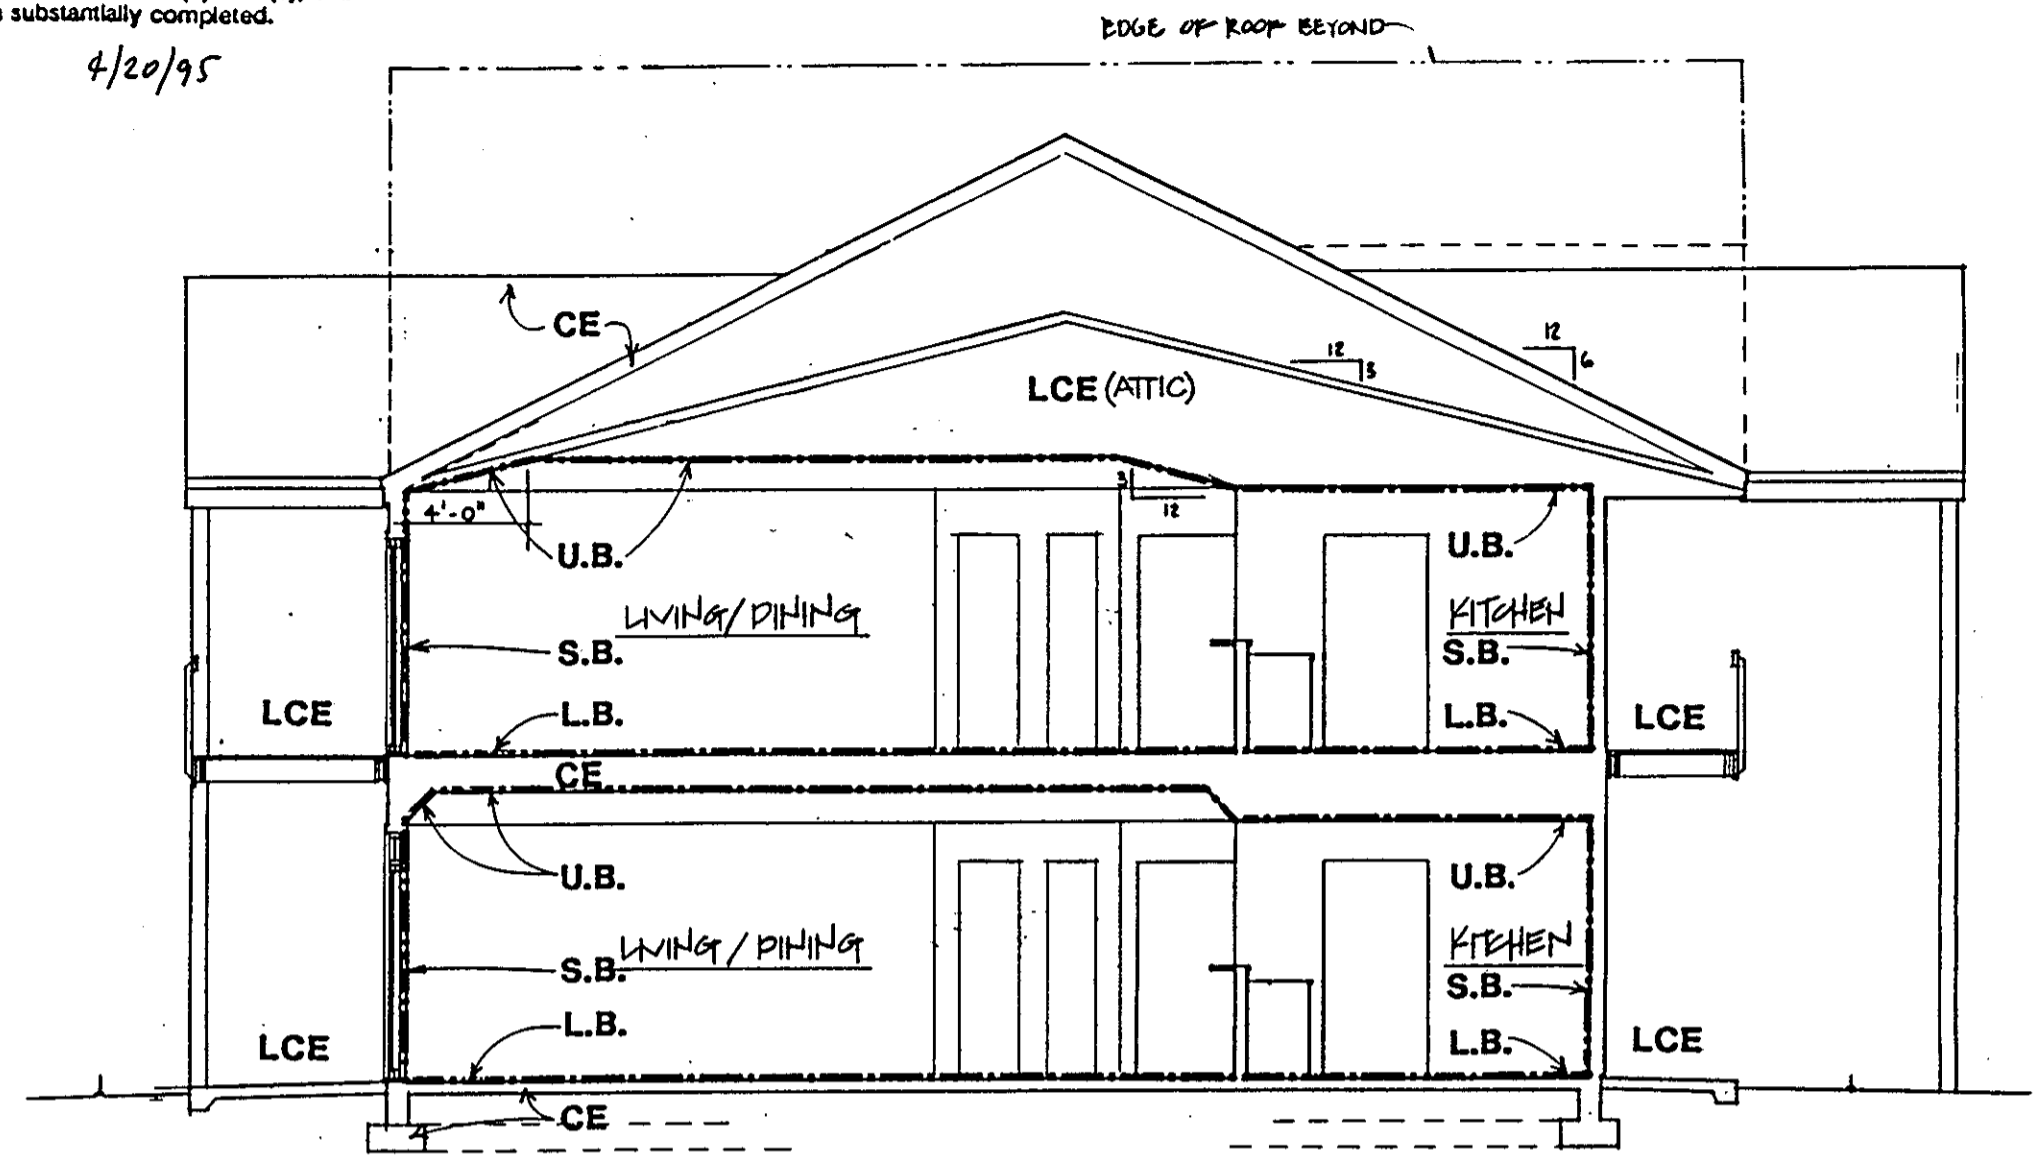 substantially completed.
4/20/95
EDGE OF ROOF BEYOND
CE
12
6
12
3
LCE (ATTIC)
3
12
4'-0"
U.B.
U.B.
LIVING/DINING
KITCHEN
S.B.
S.B.
LCE
L.B.
L.B.
LCE
CE
U.B.
U.B.
LIVING/DINING
KITCHEN
S.B.
S.B.
L.B.
L.B.
LCE
LCE
CE